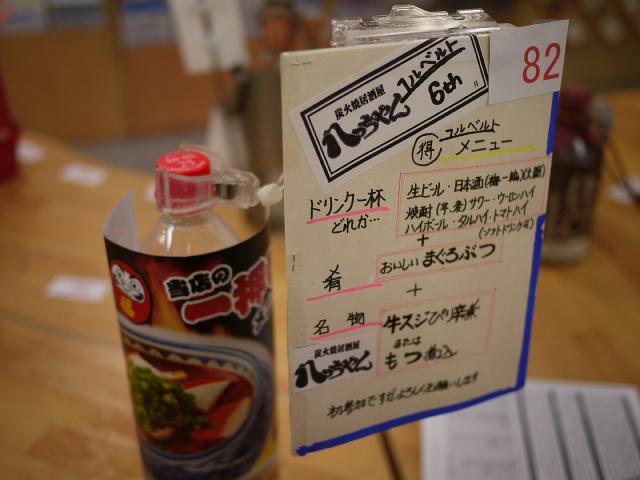 82
炭火焼居酒屋
八っちゃん
コルベルト
6th
コルベルト
得 メニュー
ドリンク一杯
どれか…
生ビール・日本酒
焼酎(芋、麦)サワー・ウーロンハイ
ハイボール・タルハイ・トマトハイ
(ソフトドリンク可)
+
肴 おいしいまぐろぶつ
+
名物 牛スジぴり辛煮
または
もつ煮込
炭火焼居酒屋
八っちゃん
初参加ですがよろしくお願いします
当店の
一押